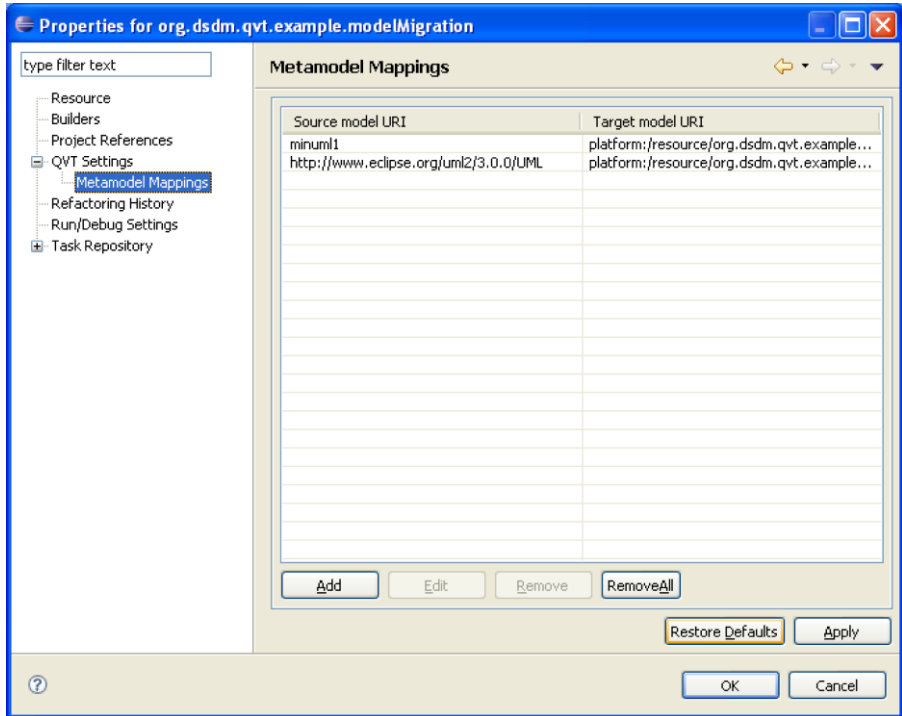 Properties for org.dsdm.qvt.example.modelMigration
type filter text
Metamodel Mappings
Resource
Builders
Project References
QVT Settings
Metamodel Mappings
Refactoring History
Run/Debug Settings
Task Repository
Source model URI
Target model URI
minuml1
platform:/resource/org.dsdm.qvt.example...
http://www.eclipse.org/uml2/3.0.0/UML
platform:/resource/org.dsdm.qvt.example...
Add
Edit
Remove
RemoveAll
Restore Defaults
Apply
?
OK
Cancel